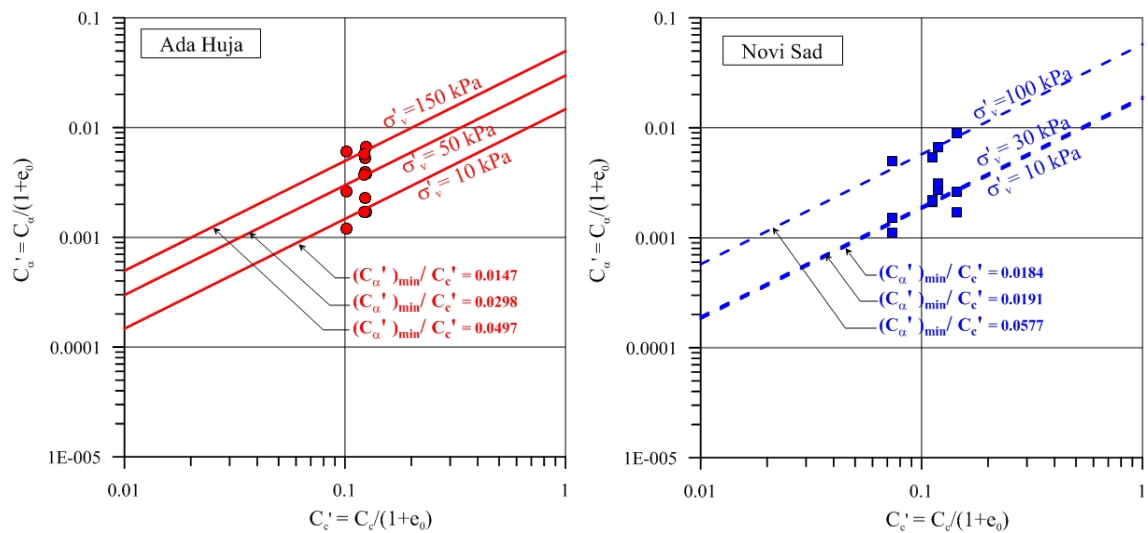 Ada Huja
0.1
0.01
0.001
0.0001
1E-005
0.01
0.1
1
Cα' = Cα/(1+e0)
Cc' = Cc/(1+e0)
σ'v=150 kPa
σ'v= 50 kPa
σ'v= 10 kPa
(Cα' )min/ Cc' = 0.0147
(Cα' )min/ Cc' = 0.0298
(Cα' )min/ Cc' = 0.0497
Novi Sad
0.1
0.01
0.001
0.0001
1E-005
0.01
0.1
1
Cα' = Cα/(1+e0)
Cc' = Cc/(1+e0)
σ'v=100 kPa
σ'v= 30 kPa
σ'v= 10 kPa
(Cα' )min/ Cc' = 0.0184
(Cα' )min/ Cc' = 0.0191
(Cα' )min/ Cc' = 0.0577